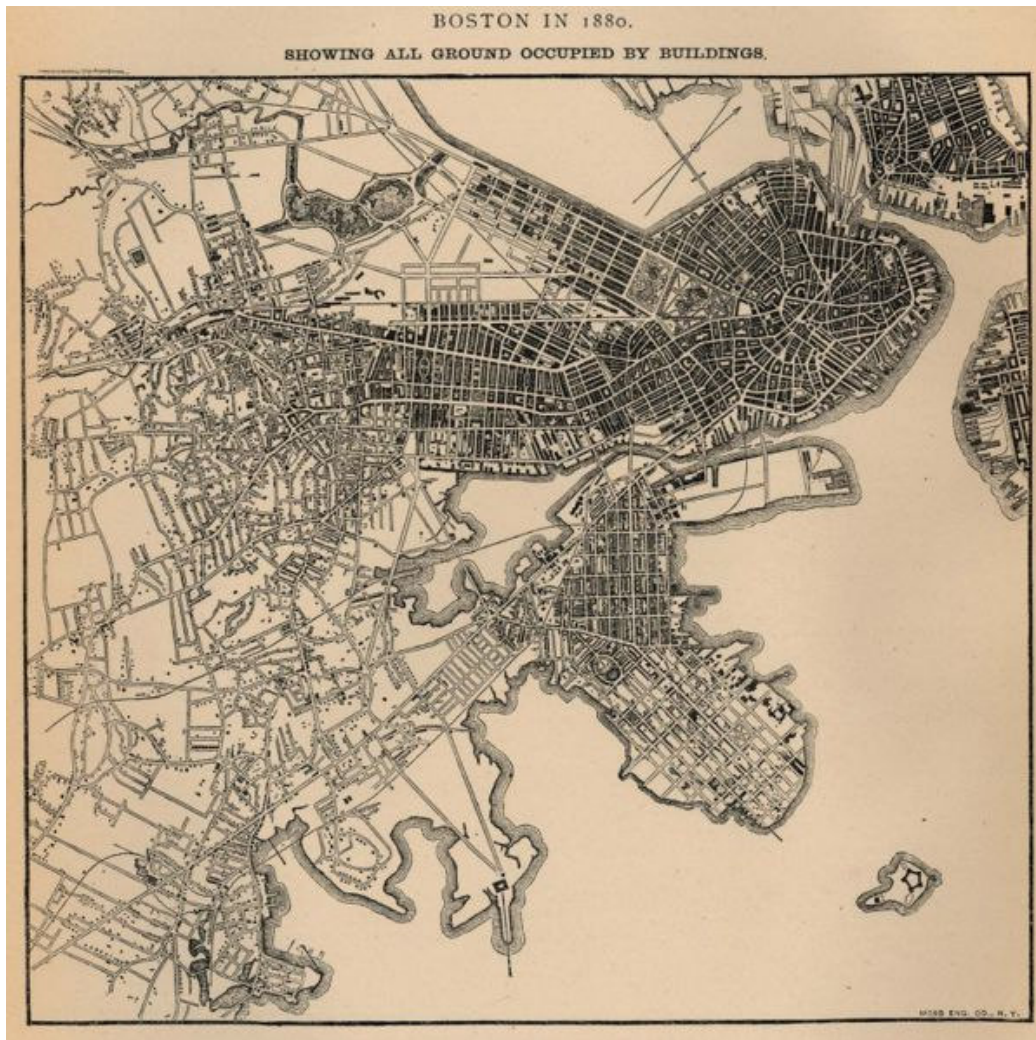 BOSTON IN 1880.
SHOWING ALL GROUND OCCUPIED BY BUILDINGS.
MOSS ENG. CO., N. Y.